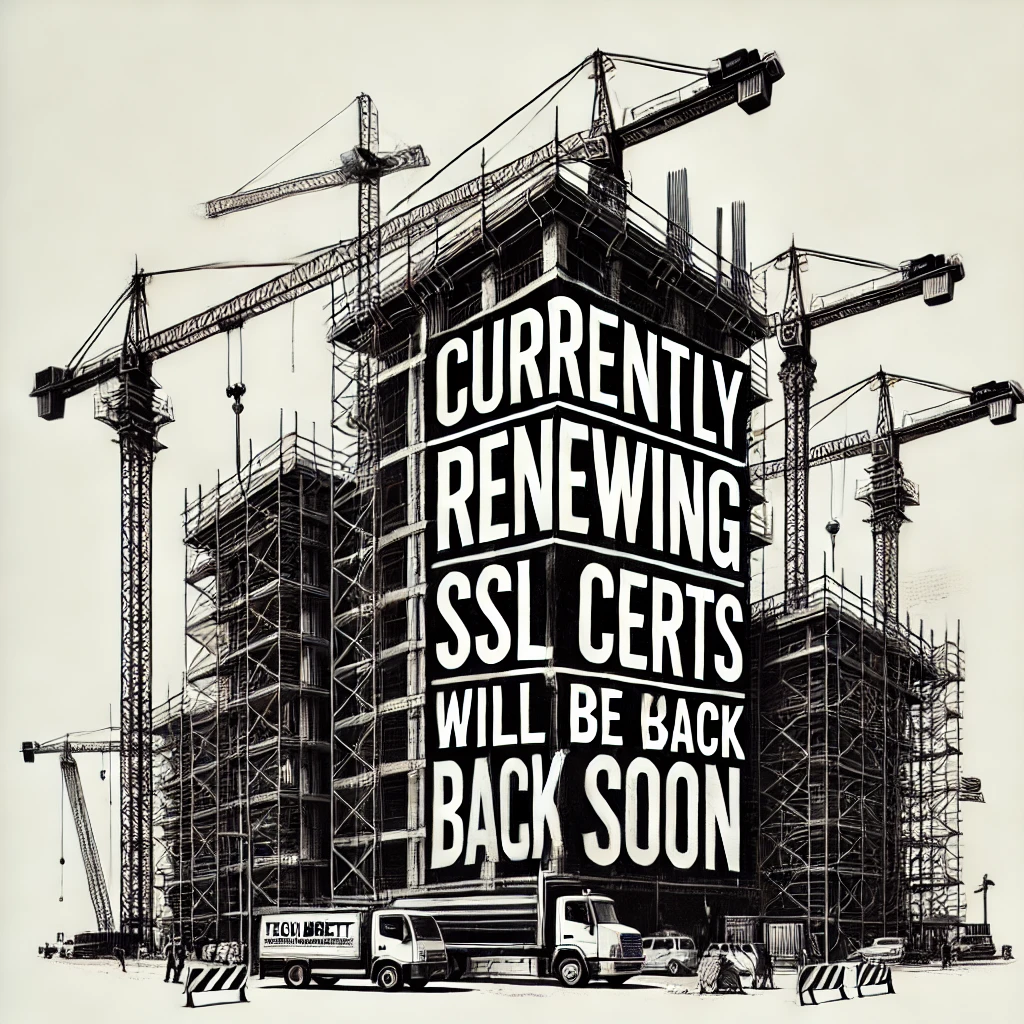 CURRENTLY
RENEWING
SSL CERTS
WILL BE BACK
BACK SOON